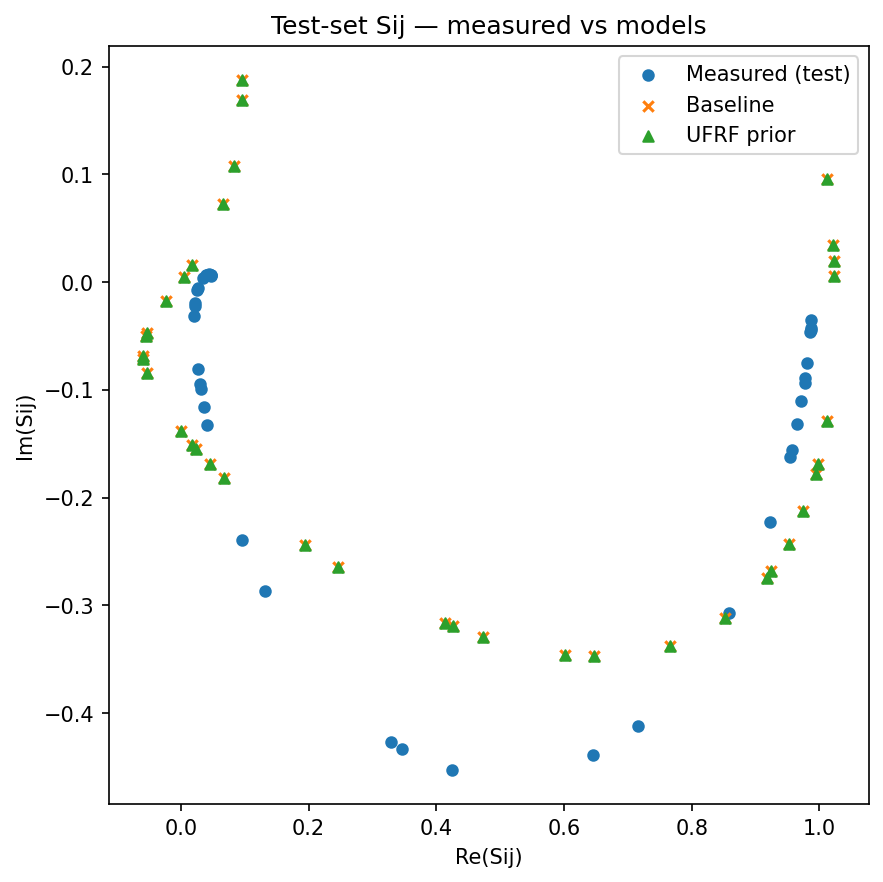 Test-set Sij — measured vs models
Measured (test)
Baseline
UFRF prior
0.2
0.1
0.0
−0.1
−0.2
−0.3
−0.4
Im(Sij)
0.0 0.2 0.4 0.6 0.8 1.0
Re(Sij)